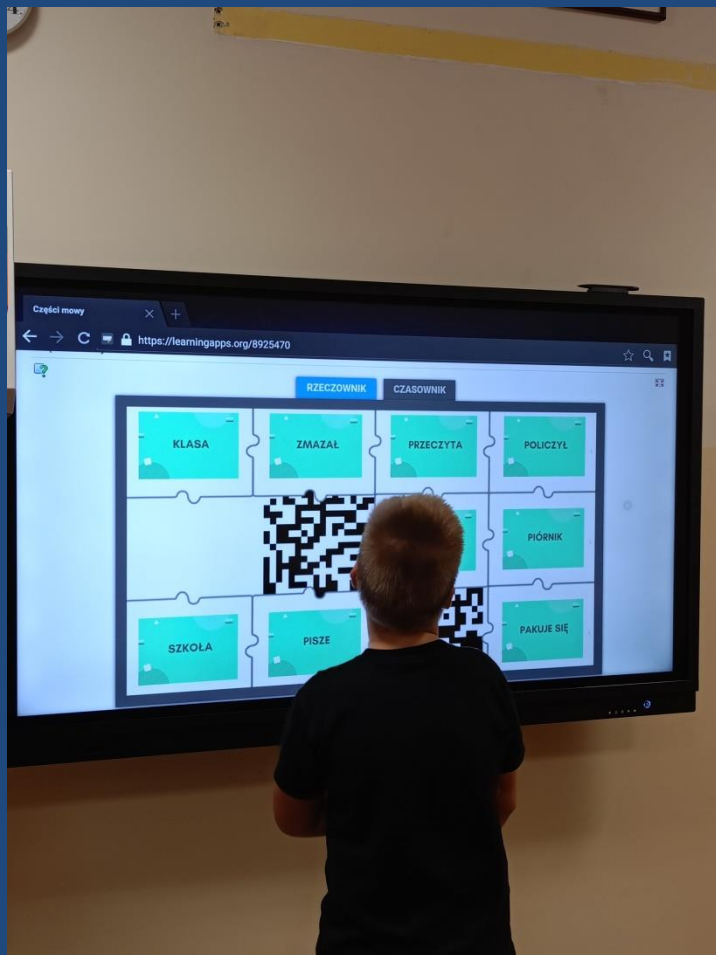 Części mowy
https://learningapps.org/8925470
RZECZOWNIK CZASOWNIK
KLASA ZMAZAŁ PRZECZYTA POLICZYŁ
PIÓRNIK
SZKOŁA PISZE PAKUJE SIĘ